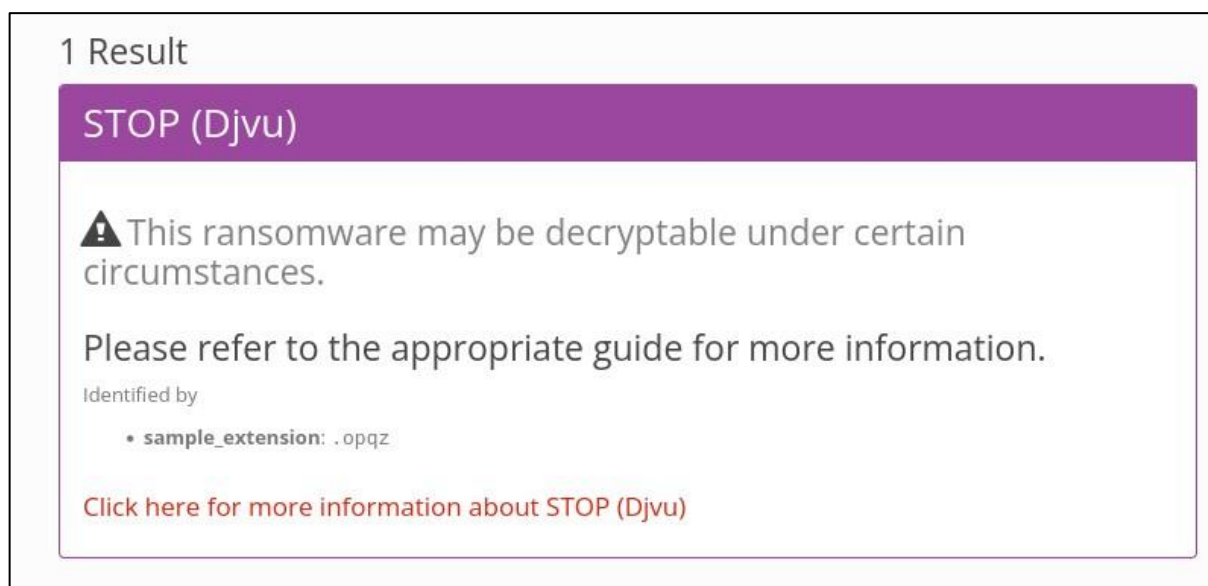 1 Result
STOP (Djvu)
This ransomware may be decryptable under certain
circumstances.
Please refer to the appropriate guide for more information.
Identified by
• sample_extension: .opqz
Click here for more information about STOP (Djvu)